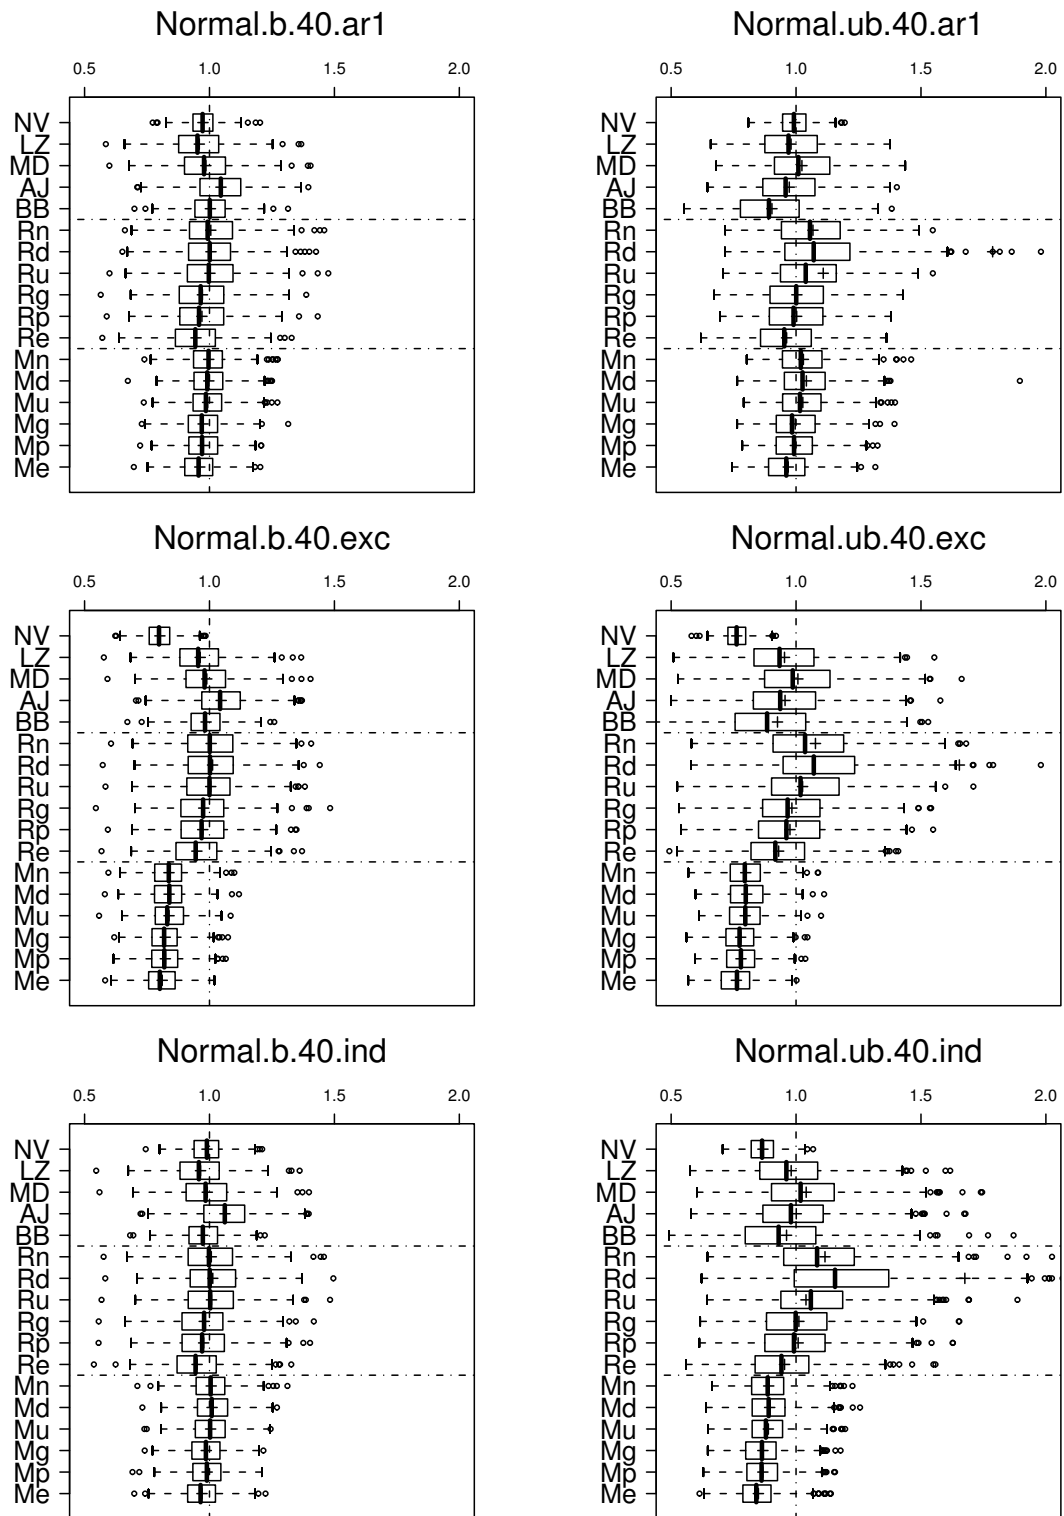 Normal.b.40.ar1
0.5 1.0 1.5 2.0
NV
LZ
MD
AJ
BB
Rn
Rd
Ru
Rg
Rp
Re
Mn
Md
Mu
Mg
Mp
Me
Normal.ub.40.ar1
0.5 1.0 1.5 2.0
NV
LZ
MD
AJ
BB
Rn
Rd
Ru
Rg
Rp
Re
Mn
Md
Mu
Mg
Mp
Me
Normal.b.40.exc
0.5 1.0 1.5 2.0
NV
LZ
MD
AJ
BB
Rn
Rd
Ru
Rg
Rp
Re
Mn
Md
Mu
Mg
Mp
Me
Normal.ub.40.exc
0.5 1.0 1.5 2.0
NV
LZ
MD
AJ
BB
Rn
Rd
Ru
Rg
Rp
Re
Mn
Md
Mu
Mg
Mp
Me
Normal.b.40.ind
0.5 1.0 1.5 2.0
NV
LZ
MD
AJ
BB
Rn
Rd
Ru
Rg
Rp
Re
Mn
Md
Mu
Mg
Mp
Me
Normal.ub.40.ind
0.5 1.0 1.5 2.0
NV
LZ
MD
AJ
BB
Rn
Rd
Ru
Rg
Rp
Re
Mn
Md
Mu
Mg
Mp
Me